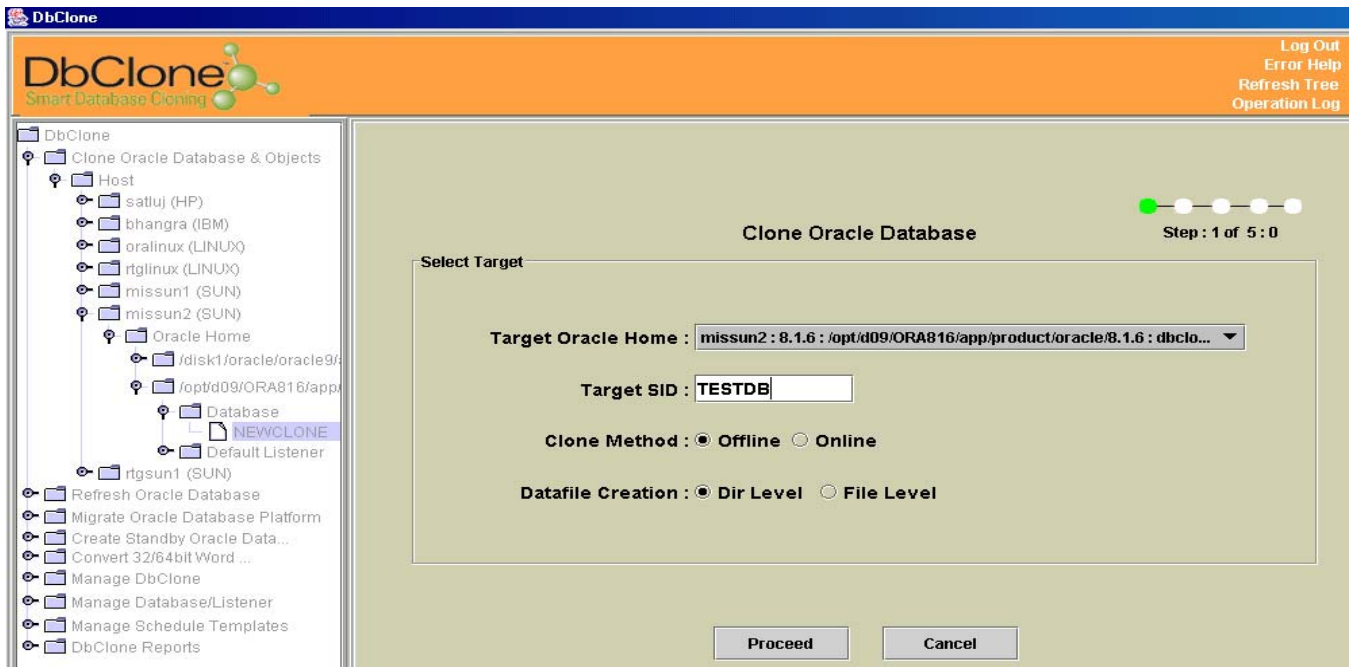 DbClone
DbClone
Smart Database Cloning
Log Out
Error Help
Refresh Tree
Operation Log
DbClone
Clone Oracle Database & Objects
Host
satluj (HP)
bhangra (IBM)
oralinux (LINUX)
rtglinux (LINUX)
missun1 (SUN)
missun2 (SUN)
Oracle Home
/disk1/oracle/oracle9/
/opt/d09/ORA816/app/
Database
NEWCLONE
Default Listener
rtgsun1 (SUN)
Refresh Oracle Database
Migrate Oracle Database Platform
Create Standby Oracle Data...
Convert 32/64bit Word ...
Manage DbClone
Manage Database/Listener
Manage Schedule Templates
DbClone Reports
Clone Oracle Database
Step : 1 of 5 : 0
Select Target
Target Oracle Home : missun2 : 8.1.6 : /opt/d09/ORA816/app/product/oracle/8.1.6 : dbclo...
Target SID : TESTDB
Clone Method : Offline Online
Datafile Creation : Dir Level File Level
Proceed Cancel